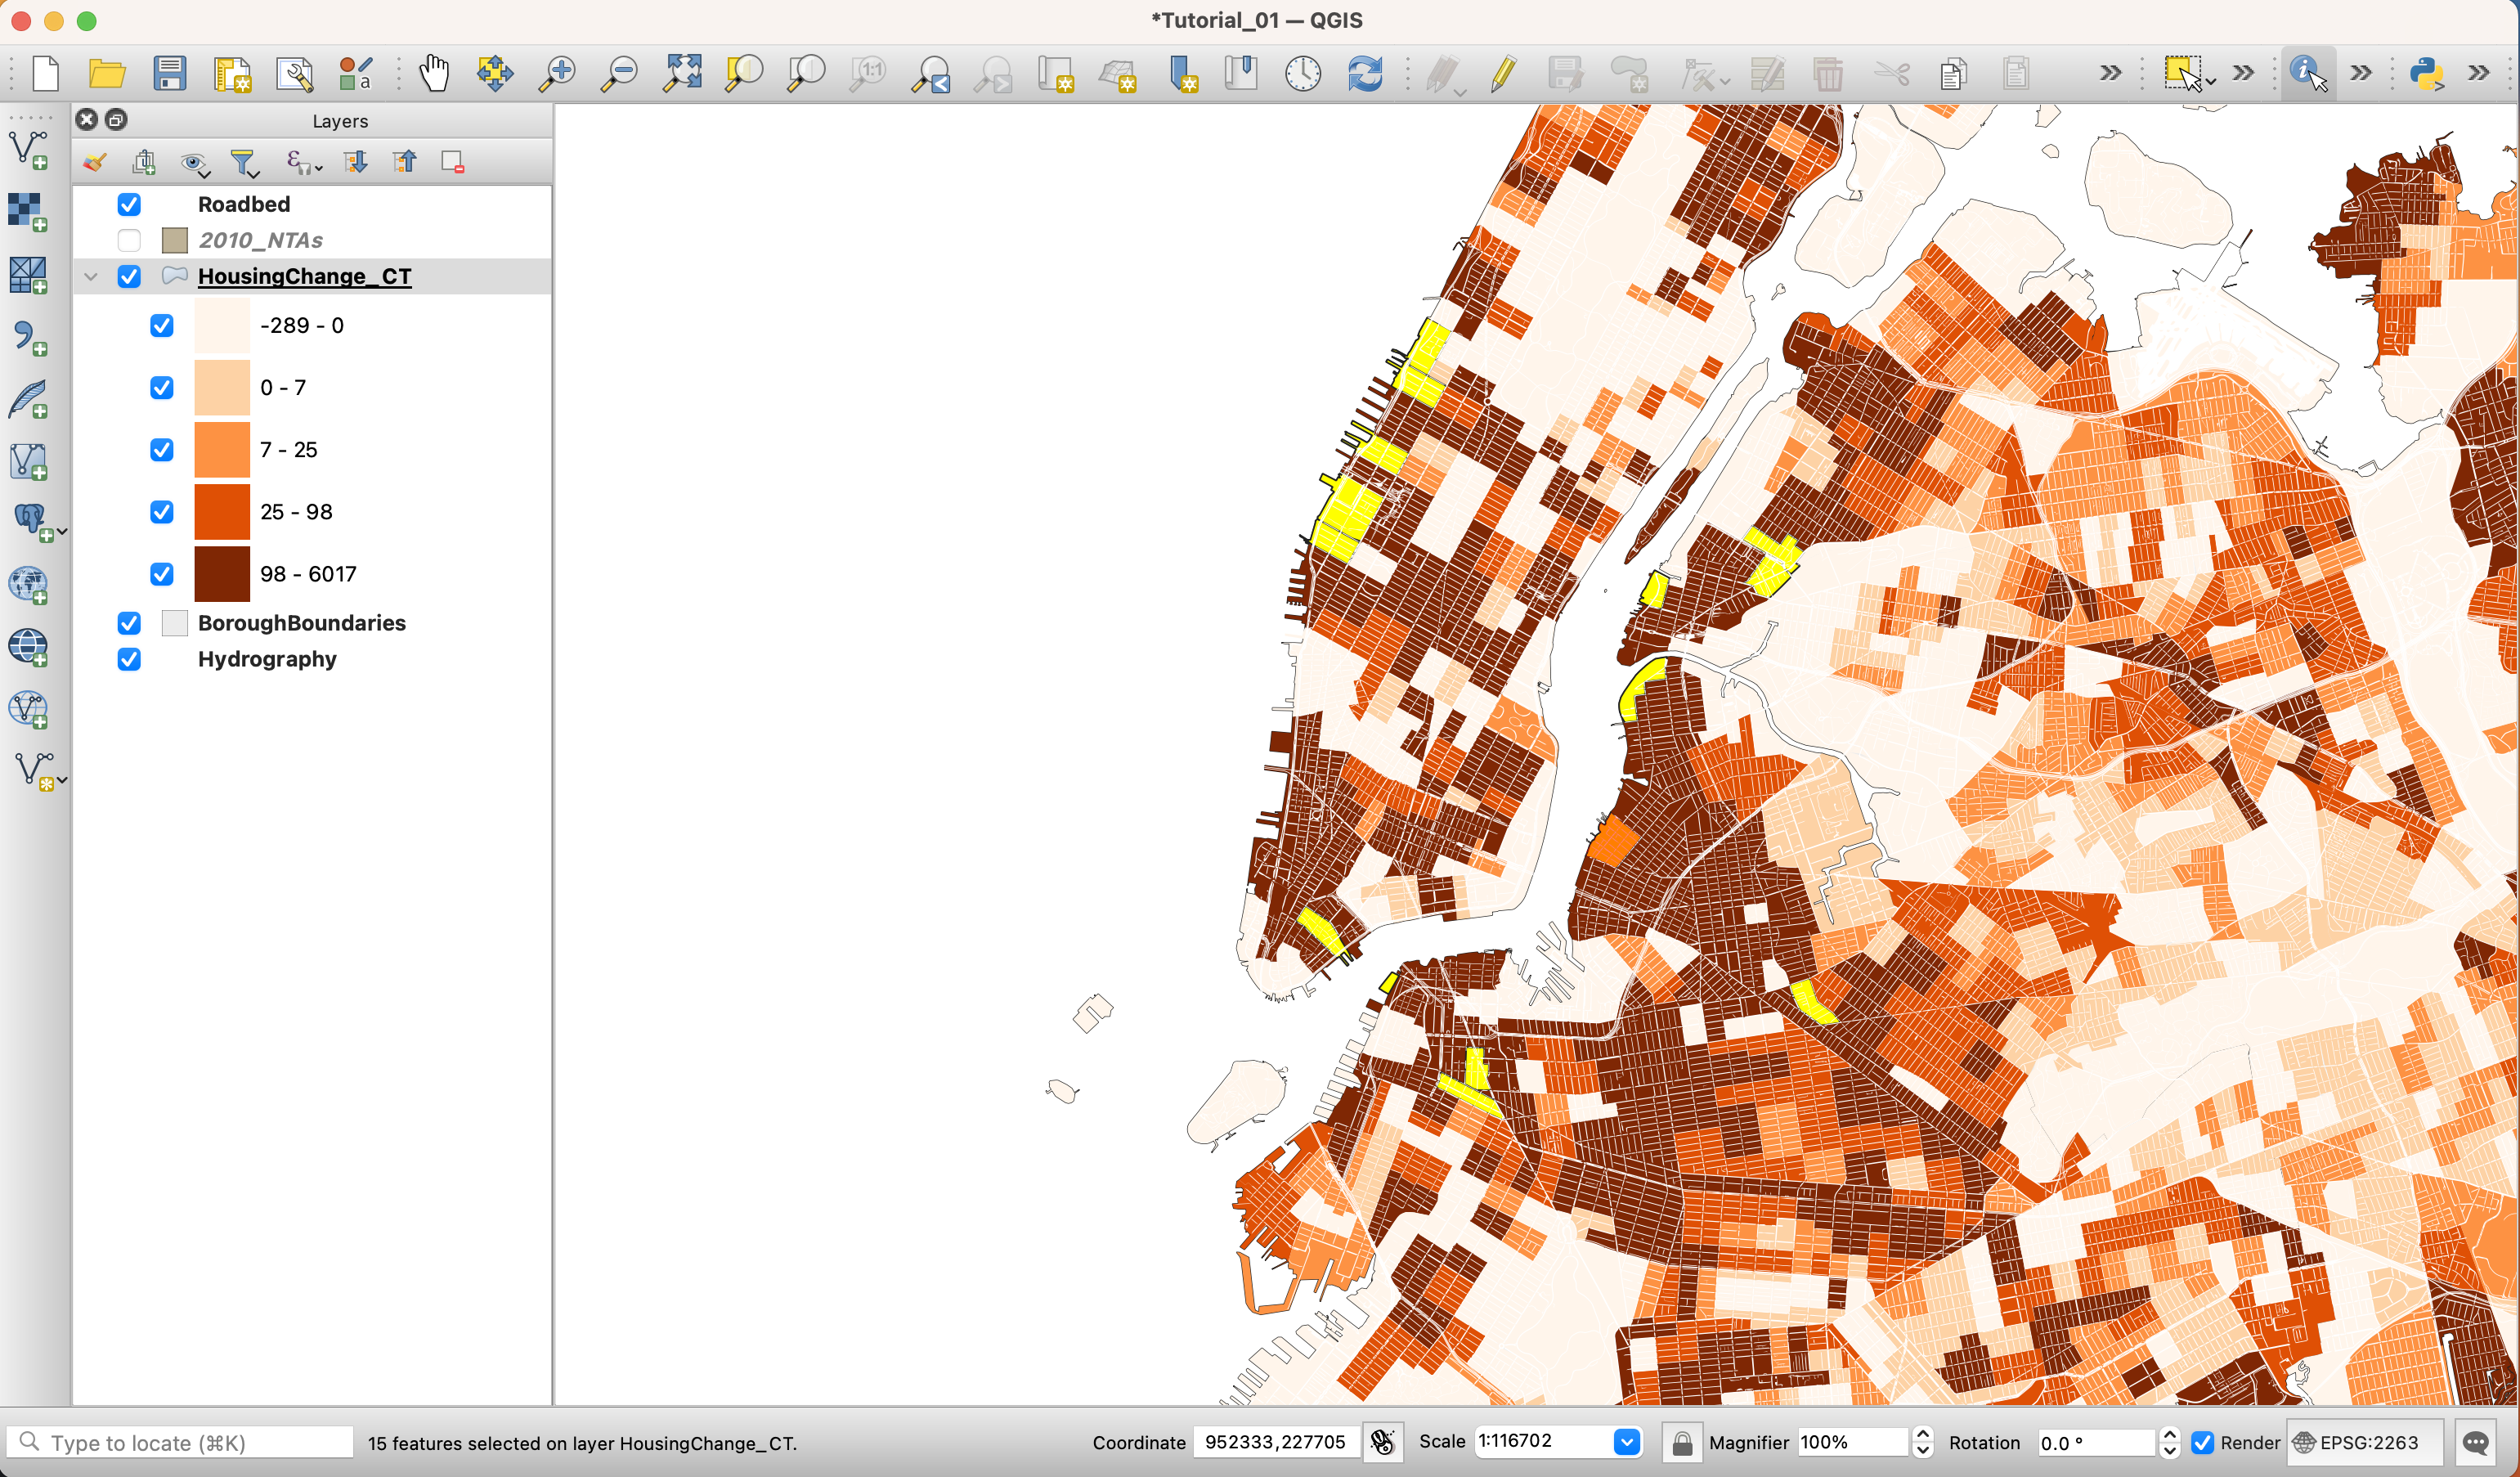 *Tutorial_01 — QGIS
1:1
a
Layers
ε
Roadbed
2010_NTAs
HousingChange_CT
-289 - 0
0 - 7
7 - 25
25 - 98
98 - 6017
BoroughBoundaries
Hydrography
Type to locate (⌘K)
15 features selected on layer HousingChange_CT.
Coordinate 952333,227705
Scale 1:116702
Magnifier 100%
Rotation 0.0 °
Render
EPSG:2263